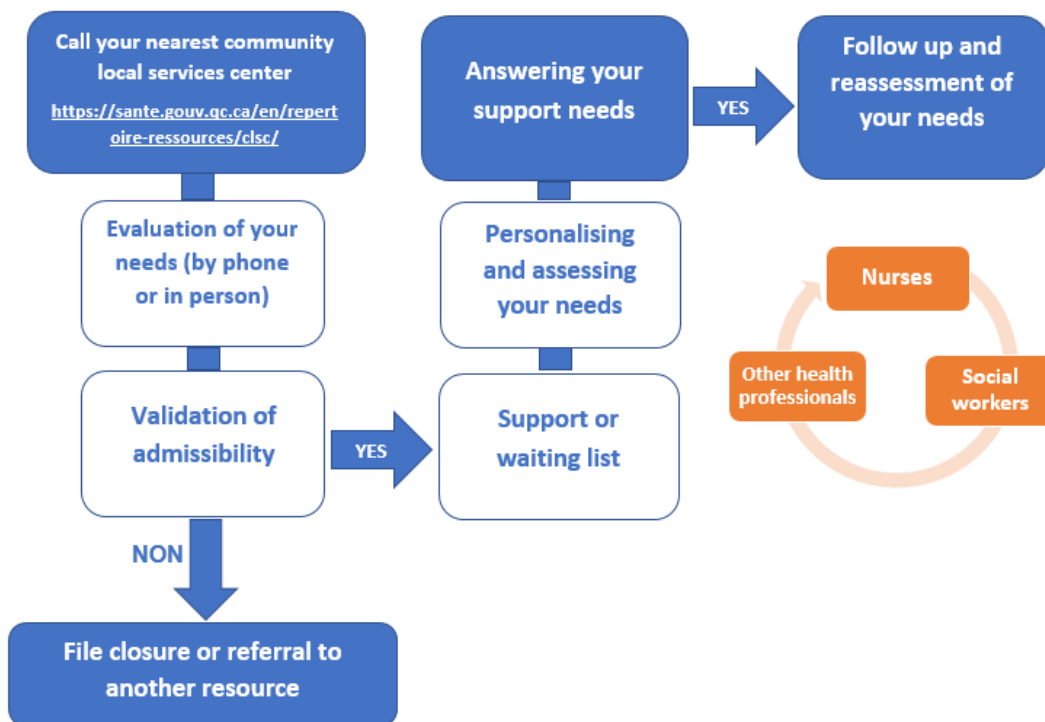 Call your nearest community
local services center
https://sante.gouv.qc.ca/en/repert
oire-ressources/clsc/
Evaluation of your
needs (by phone
or in person)
Validation of
admissibility
NON
File closure or referral to
another resource
YES
Support or
waiting list
Personalising
and assessing
your needs
Answering your
support needs
YES
Follow up and
reassessment of
your needs
Nurses
Social
workers
Other health
professionals